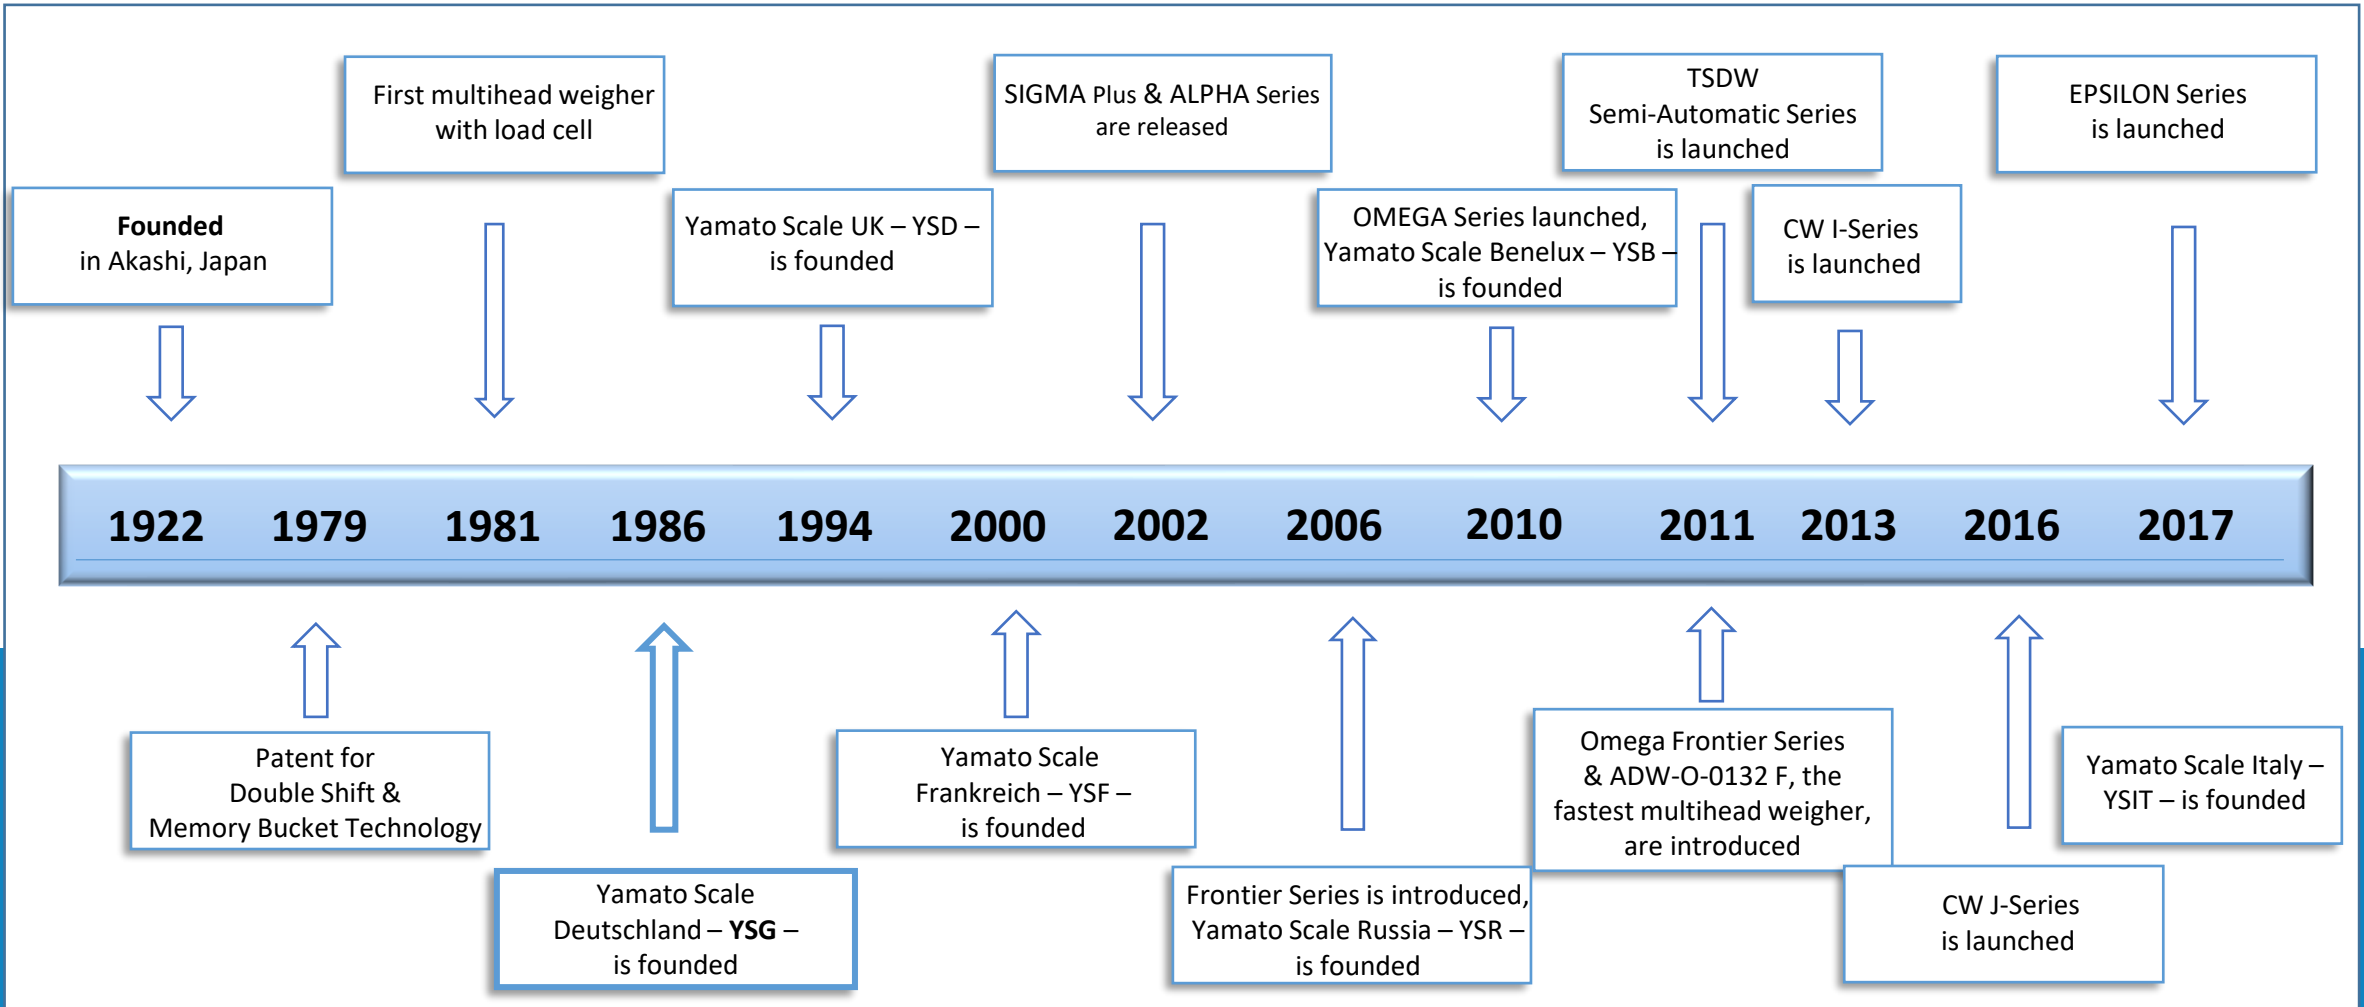 First multihead weigher
with load cell
SIGMA Plus & ALPHA Series
are released
TSDW
Semi-Automatic Series
is launched
EPSILON Series
is launched
Founded
in Akashi, Japan
Yamato Scale UK – YSD –
is founded
OMEGA Series launched,
Yamato Scale Benelux – YSB –
is founded
CW I-Series
is launched
1922 1979 1981 1986 1994 2000 2002 2006 2010 2011 2013 2016 2017
Patent for
Double Shift &
Memory Bucket Technology
Yamato Scale
Frankreich – YSF –
is founded
Omega Frontier Series
& ADW-O-0132 F, the
fastest multihead weigher,
are introduced
Yamato Scale Italy –
YSIT – is founded
Yamato Scale
Deutschland – YSG –
is founded
Frontier Series is introduced,
Yamato Scale Russia – YSR –
is founded
CW J-Series
is launched